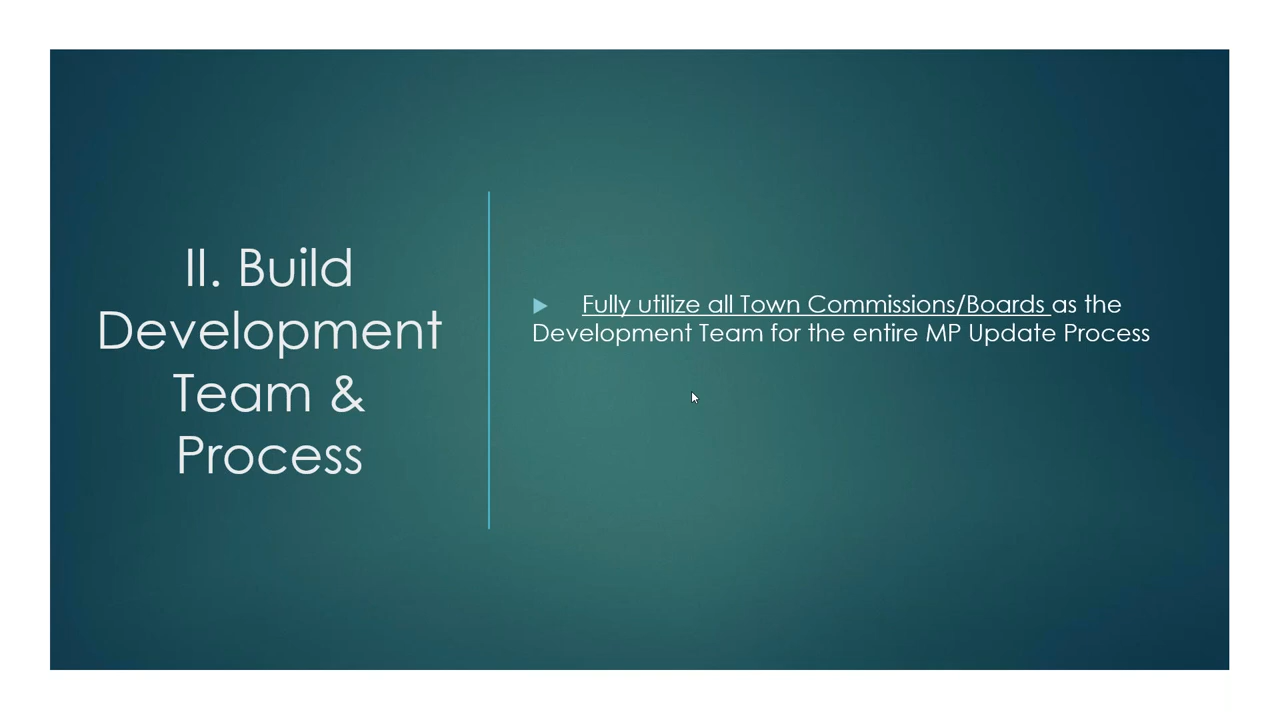 II. Build
Development
Team &
Process
Fully utilize all Town Commissions/Boards as the
Development Team for the entire MP Update Process